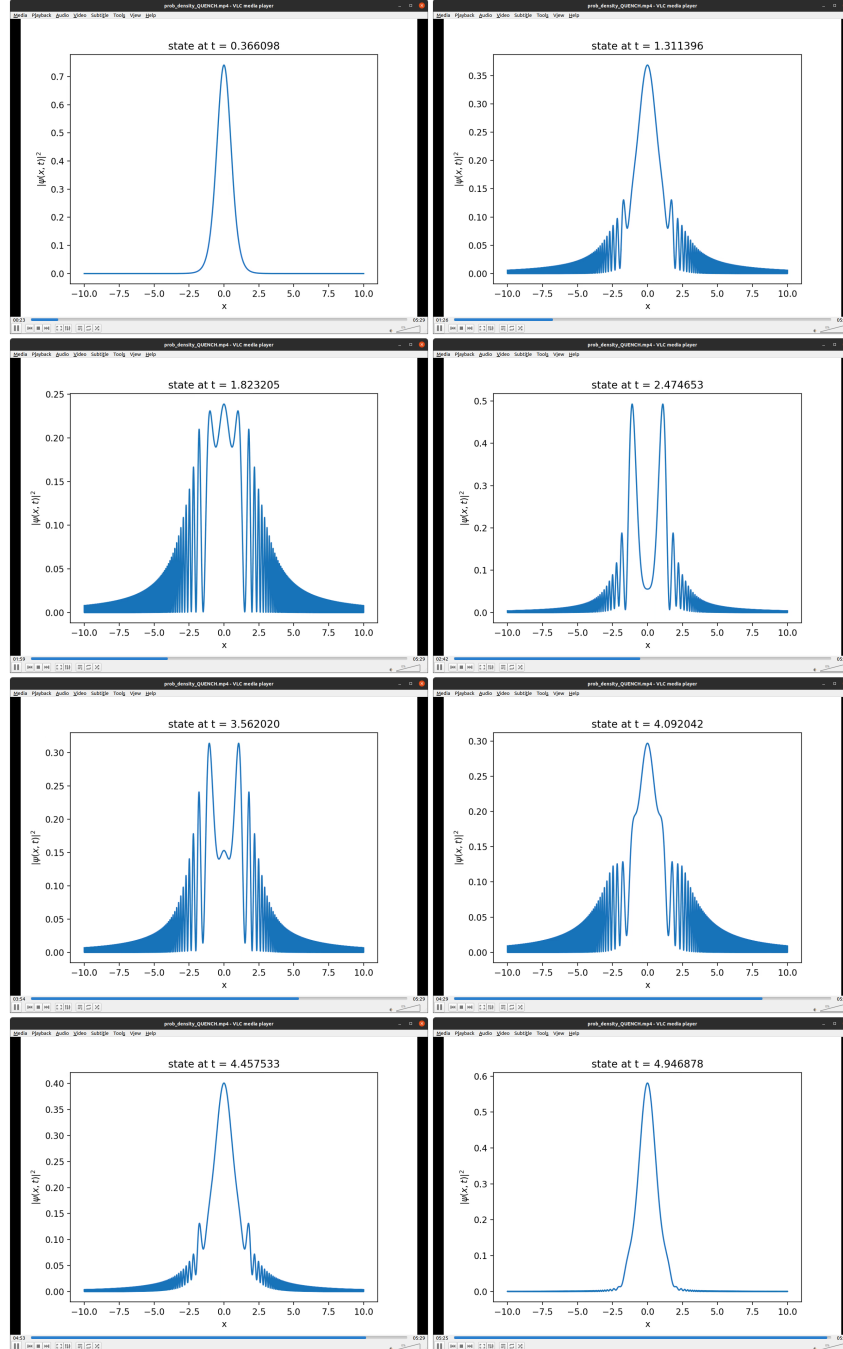 prob_density_QUENCH.mp4 - VLC media player
Media Playback Audio Video Subtitle Tools View Help
state at t = 0.366098
|ψ(x, t)|²
0.7
0.6
0.5
0.4
0.3
0.2
0.1
0.0
−10.0 −7.5 −5.0 −2.5 0.0 2.5 5.0 7.5 10.0
x
00:23 05:29
prob_density_QUENCH.mp4 - VLC media player
Media Playback Audio Video Subtitle Tools View Help
state at t = 1.311396
|ψ(x, t)|²
0.35
0.30
0.25
0.20
0.15
0.10
0.05
0.00
−10.0 −7.5 −5.0 −2.5 0.0 2.5 5.0 7.5 10.0
x
prob_density_QUENCH.mp4 - VLC media player
Media Playback Audio Video Subtitle Tools View Help
state at t = 1.823205
|ψ(x, t)|²
0.25
0.20
0.15
0.10
0.05
0.00
−10.0 −7.5 −5.0 −2.5 0.0 2.5 5.0 7.5 10.0
x
01:59 05:29
prob_density_QUENCH.mp4 - VLC media player
Media Playback Audio Video Subtitle Tools View Help
state at t = 2.474653
|ψ(x, t)|²
0.5
0.4
0.3
0.2
0.1
0.0
−10.0 −7.5 −5.0 −2.5 0.0 2.5 5.0 7.5 10.0
x
02:42
prob_density_QUENCH.mp4 - VLC media player
Media Playback Audio Video Subtitle Tools View Help
state at t = 3.562020
|ψ(x, t)|²
0.30
0.25
0.20
0.15
0.10
0.05
0.00
−10.0 −7.5 −5.0 −2.5 0.0 2.5 5.0 7.5 10.0
x
03:54 05:29
prob_density_QUENCH.mp4 - VLC media player
Media Playback Audio Video Subtitle Tools View Help
state at t = 4.092042
|ψ(x, t)|²
0.30
0.25
0.20
0.15
0.10
0.05
0.00
−10.0 −7.5 −5.0 −2.5 0.0 2.5 5.0 7.5 10.0
x
04:29
prob_density_QUENCH.mp4 - VLC media player
Media Playback Audio Video Subtitle Tools View Help
state at t = 4.457533
|ψ(x, t)|²
0.40
0.35
0.30
0.25
0.20
0.15
0.10
0.05
0.00
−10.0 −7.5 −5.0 −2.5 0.0 2.5 5.0 7.5 10.0
x
04:53 05:29
prob_density_QUENCH.mp4 - VLC media player
Media Playback Audio Video Subtitle Tools View Help
state at t = 4.946878
|ψ(x, t)|²
0.6
0.5
0.4
0.3
0.2
0.1
0.0
−10.0 −7.5 −5.0 −2.5 0.0 2.5 5.0 7.5 10.0
x
05:25